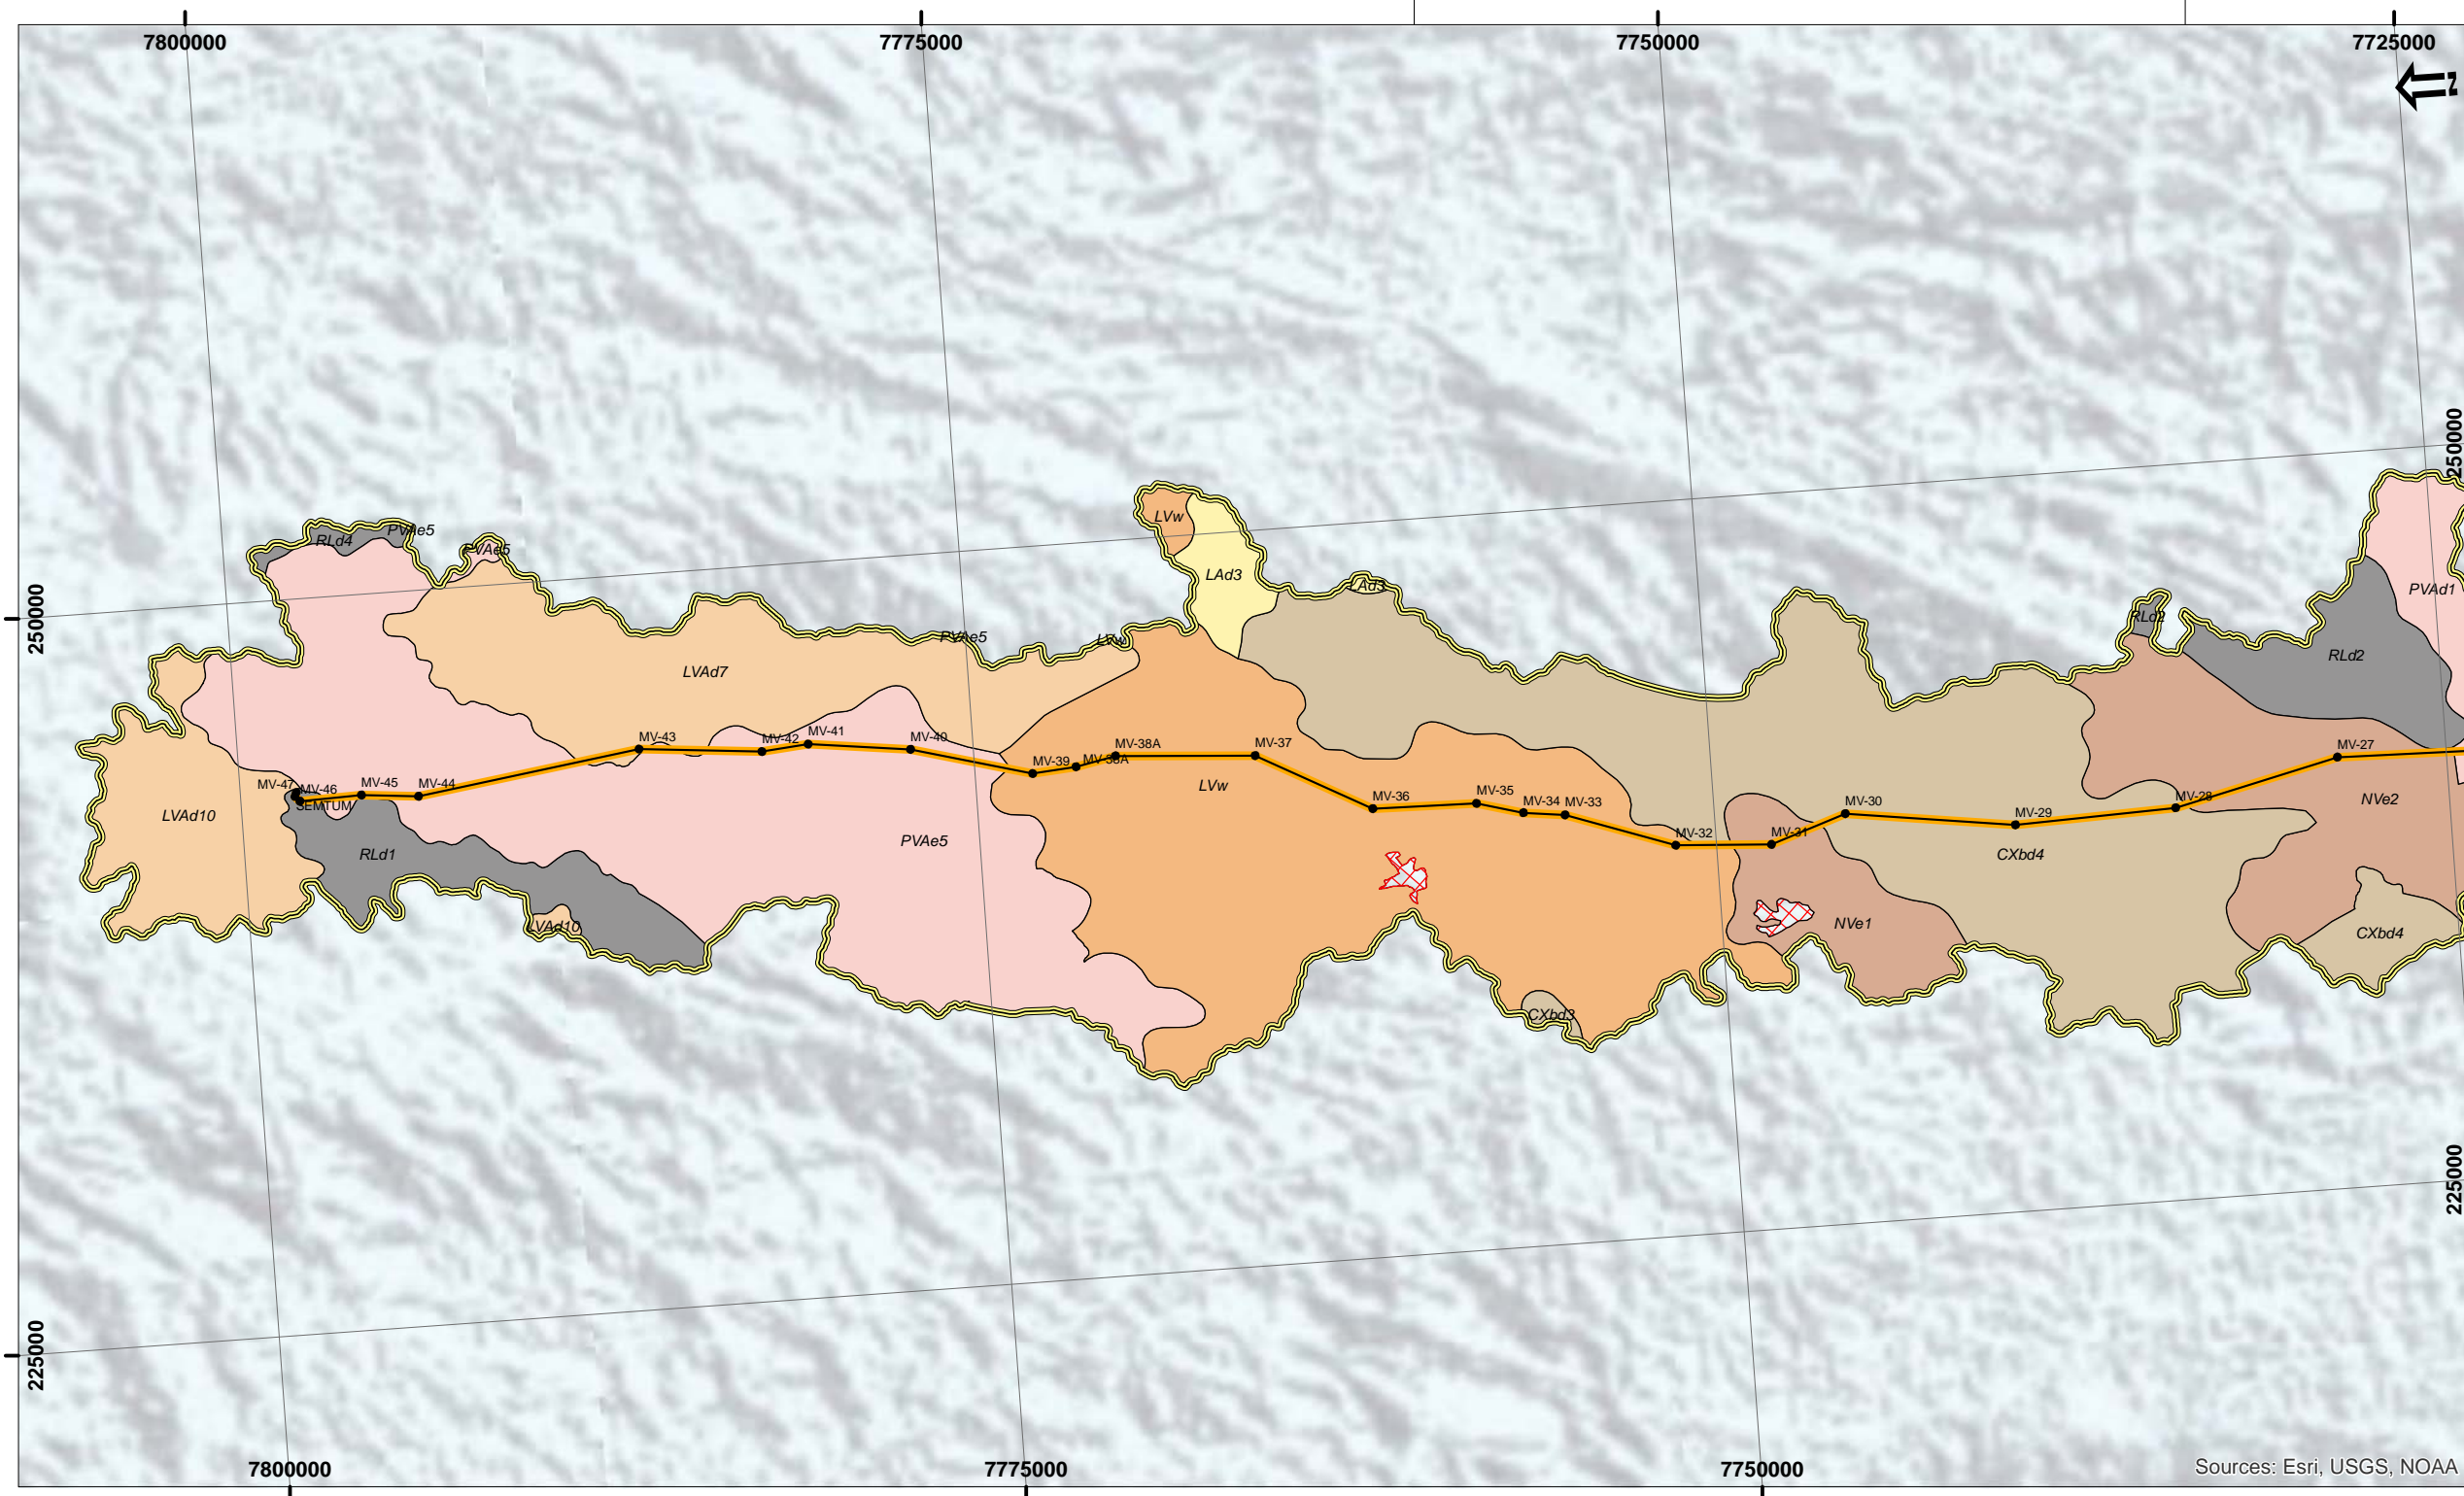 7800000 7775000 7750000 7725000
N
250000
LVw
RLd4 PVAe5
PVAe5
LAd3
LAd3
PVAd1
250000
RLd2
PVAe5 LVw
RLd2
LVAd7
MV-43 MV-42 MV-41 MV-40 MV-39 MV-38A MV-38A MV-37
MV-27
MV-47 MV-46 MV-45 MV-44
SEMTUM
LVw
MV-36 MV-35 MV-34 MV-33
MV-32 MV-31 MV-30 MV-29 MV-28
NVe2
LVAd10
RLd1
PVAe5
CXbd4
LVAd10
NVe1
CXbd4
CXbd3
225000
225000
7800000 7775000 7750000
Sources: Esri, USGS, NOAA